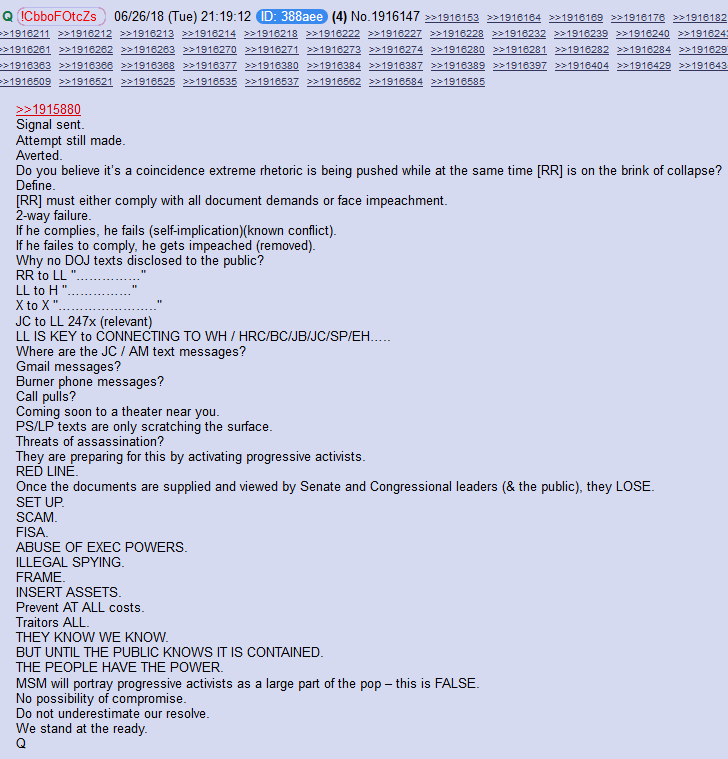 Q !CbboFOtcZs 06/26/18 (Tue) 21:19:12 ID: 388aee (4) No.1916147 >>1916153 >>1916164 >>1916169 >>1916176 >>1916182
>>1916211 >>1916212 >>1916213 >>1916214 >>1916218 >>1916222 >>1916227 >>1916228 >>1916232 >>1916239 >>1916240 >>191624
>>1916261 >>1916262 >>1916263 >>1916270 >>1916271 >>1916273 >>1916274 >>1916280 >>1916281 >>1916282 >>1916284 >>191629
>>1916363 >>1916366 >>1916368 >>1916377 >>1916380 >>1916384 >>1916387 >>1916389 >>1916397 >>1916404 >>1916429 >>191643
>>1916509 >>1916521 >>1916525 >>1916535 >>1916537 >>1916562 >>1916584 >>1916585
>>1915880
Signal sent.
Attempt still made.
Averted.
Do you believe it’s a coincidence extreme rhetoric is being pushed while at the same time [RR] is on the brink of collapse?
Define.
[RR] must either comply with all document demands or face impeachment.
2-way failure.
If he complies, he fails (self-implication)(known conflict).
If he failes to comply, he gets impeached (removed).
Why no DOJ texts disclosed to the public?
RR to LL "……………"
LL to H "……………"
X to X "…………………."
JC to LL 247x (relevant)
LL IS KEY to CONNECTING TO WH / HRC/BC/JB/JC/SP/EH…..
Where are the JC / AM text messages?
Gmail messages?
Burner phone messages?
Call pulls?
Coming soon to a theater near you.
PS/LP texts are only scratching the surface.
Threats of assassination?
They are preparing for this by activating progressive activists.
RED LINE.
Once the documents are supplied and viewed by Senate and Congressional leaders (& the public), they LOSE.
SET UP.
SCAM.
FISA.
ABUSE OF EXEC POWERS.
ILLEGAL SPYING.
FRAME.
INSERT ASSETS.
Prevent AT ALL costs.
Traitors ALL.
THEY KNOW WE KNOW.
BUT UNTIL THE PUBLIC KNOWS IT IS CONTAINED.
THE PEOPLE HAVE THE POWER.
MSM will portray progressive activists as a large part of the pop – this is FALSE.
No possibility of compromise.
Do not underestimate our resolve.
We stand at the ready.
Q